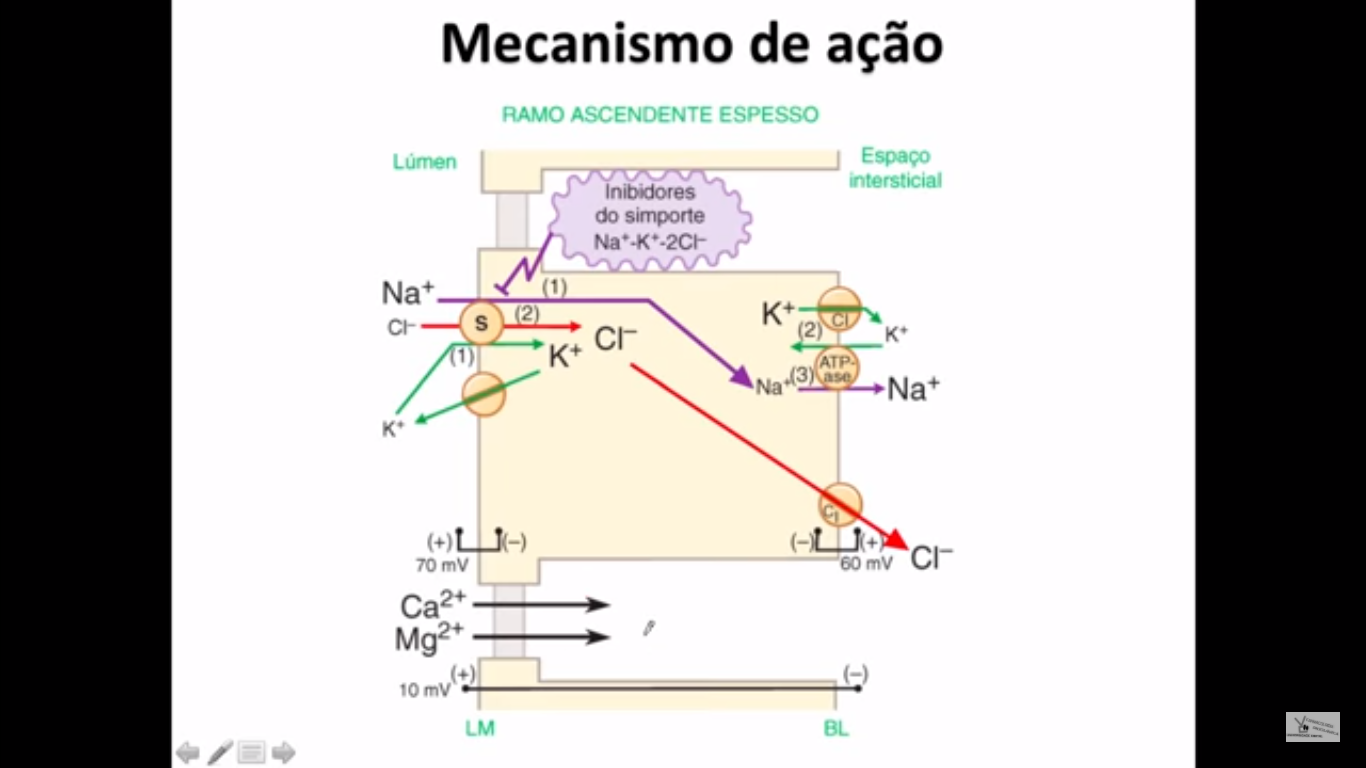 Mecanismo de ação
RAMO ASCENDENTE ESPESSO
Lúmen
Espaço
intersticial
Inibidores
do simporte
Na⁺-K⁺-2Cl⁻
Na⁺
(1)
Cl⁻
S
(2)
Cl⁻
(1)
K⁺
K⁺
K⁺
Cl
(2)
K⁺
ATP-
ase
Na⁺
(3)
Na⁺
Cl
(+)
(–)
70 mV
(–)
(+)
60 mV
Cl⁻
Ca²⁺
Mg²⁺
(+)
(–)
10 mV
LM
BL